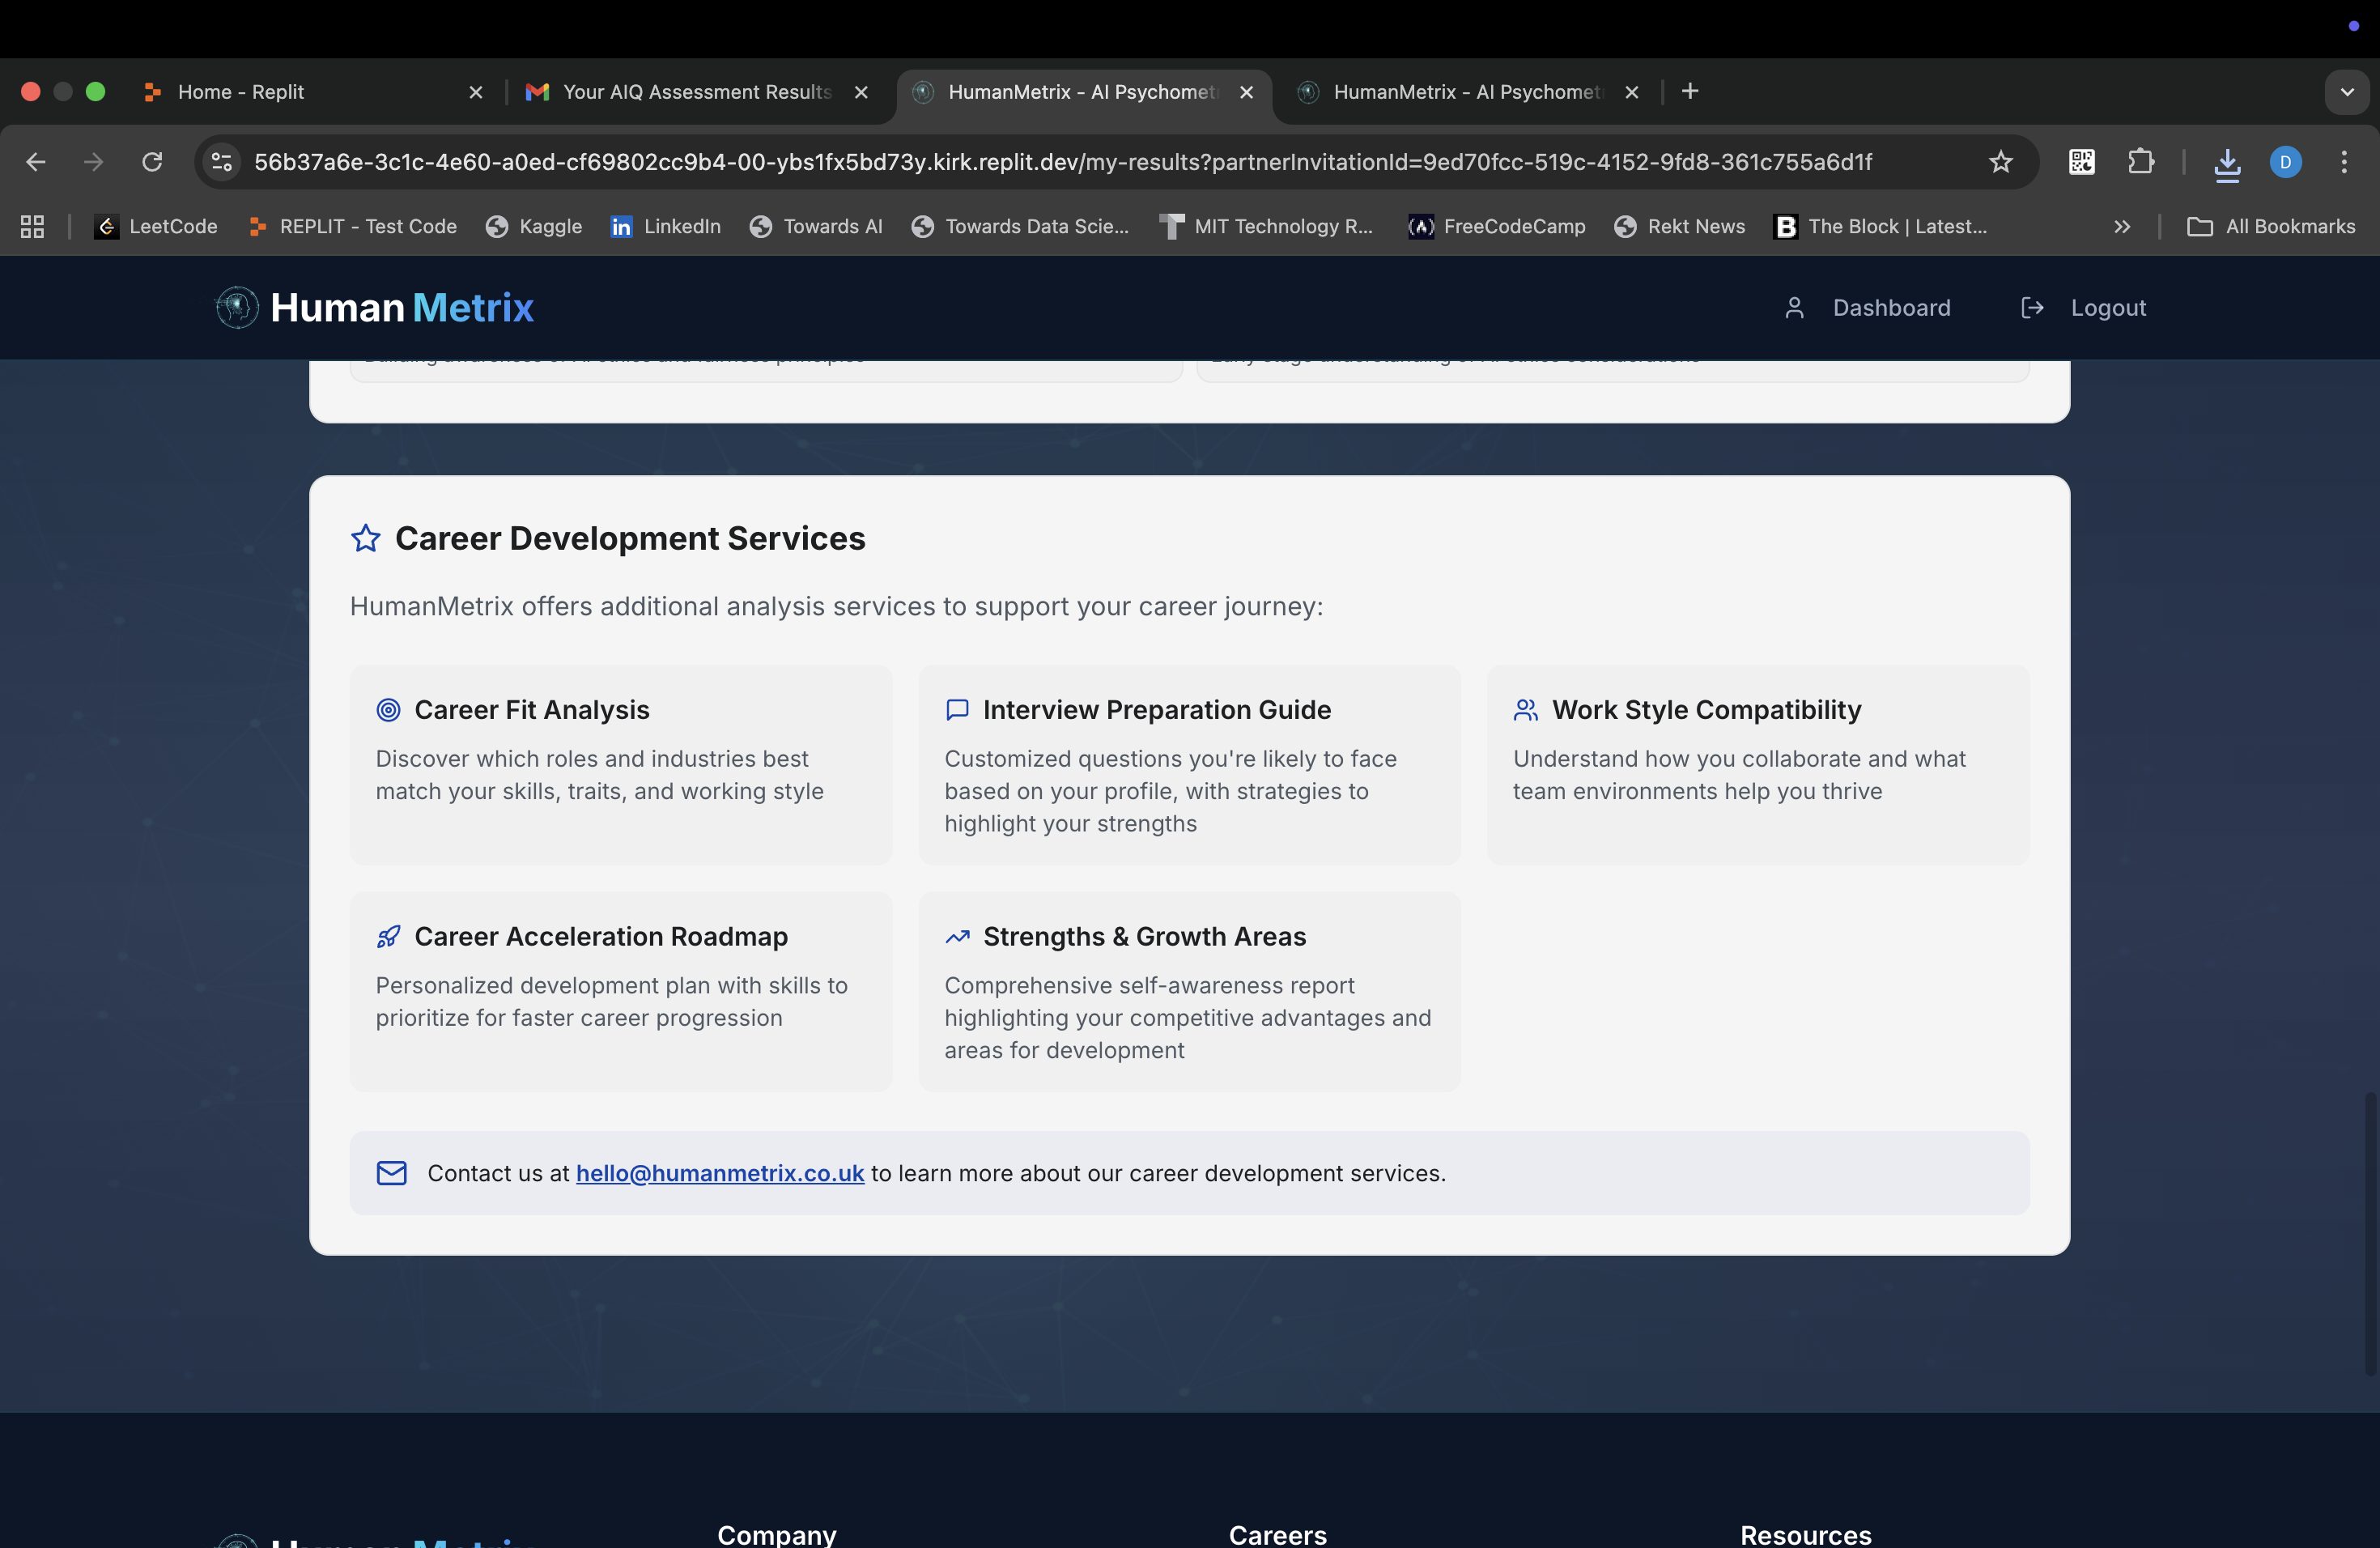 Home - Replit
Your AIQ Assessment Results
HumanMetrix - AI Psychomet
HumanMetrix - AI Psychomet
56b37a6e-3c1c-4e60-a0ed-cf69802cc9b4-00-ybs1fx5bd73y.kirk.replit.dev/my-results?partnerInvitationId=9ed70fcc-519c-4152-9fd8-361c755a6d1f
D
LeetCode
REPLIT - Test Code
Kaggle
LinkedIn
Towards AI
Towards Data Scie...
MIT Technology R...
FreeCodeCamp
Rekt News
The Block | Latest...
All Bookmarks
Human Metrix
Dashboard
Logout
Career Development Services
HumanMetrix offers additional analysis services to support your career journey:
Career Fit Analysis
Discover which roles and industries best
match your skills, traits, and working style
Interview Preparation Guide
Customized questions you're likely to face
based on your profile, with strategies to
highlight your strengths
Work Style Compatibility
Understand how you collaborate and what
team environments help you thrive
Career Acceleration Roadmap
Personalized development plan with skills to
prioritize for faster career progression
Strengths & Growth Areas
Comprehensive self-awareness report
highlighting your competitive advantages and
areas for development
Contact us at hello@humanmetrix.co.uk to learn more about our career development services.
Human Metrix
Company
Careers
Resources